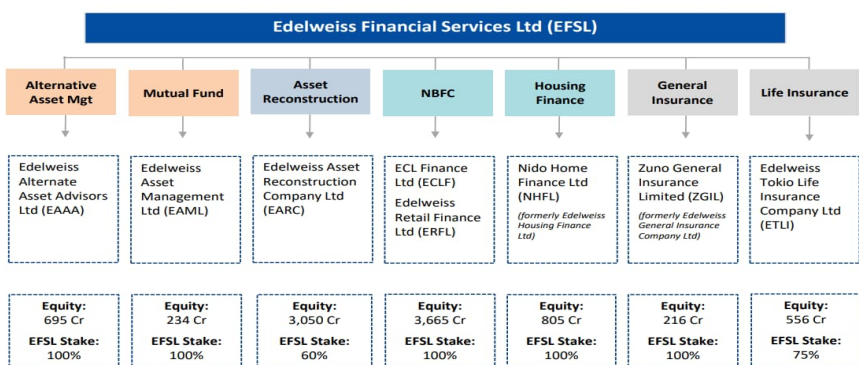 Edelweiss Financial Services Ltd (EFSL)
Alternative
Asset Mgt
Mutual Fund
Asset
Reconstruction
NBFC
Housing
Finance
General
Insurance
Life Insurance
Edelweiss
Alternate
Asset Advisors
Ltd (EAAA)
Edelweiss
Asset
Management
Ltd (EAML)
Edelweiss Asset
Reconstruction
Company Ltd
(EARC)
ECL Finance
Ltd (ECLF)
Edelweiss
Retail Finance
Ltd (ERFL)
Nido Home
Finance Ltd
(NHFL)
(formerly Edelweiss
Housing Finance
Ltd)
Zuno General
Insurance
Limited (ZGIL)
(formerly Edelweiss
General Insurance
Company Ltd)
Edelweiss
Tokio Life
Insurance
Company Ltd
(ETLI)
Equity:
695 Cr
EFSL Stake:
100%
Equity:
234 Cr
EFSL Stake:
100%
Equity:
3,050 Cr
EFSL Stake:
60%
Equity:
3,665 Cr
EFSL Stake:
100%
Equity:
805 Cr
EFSL Stake:
100%
Equity:
216 Cr
EFSL Stake:
100%
Equity:
556 Cr
EFSL Stake:
75%